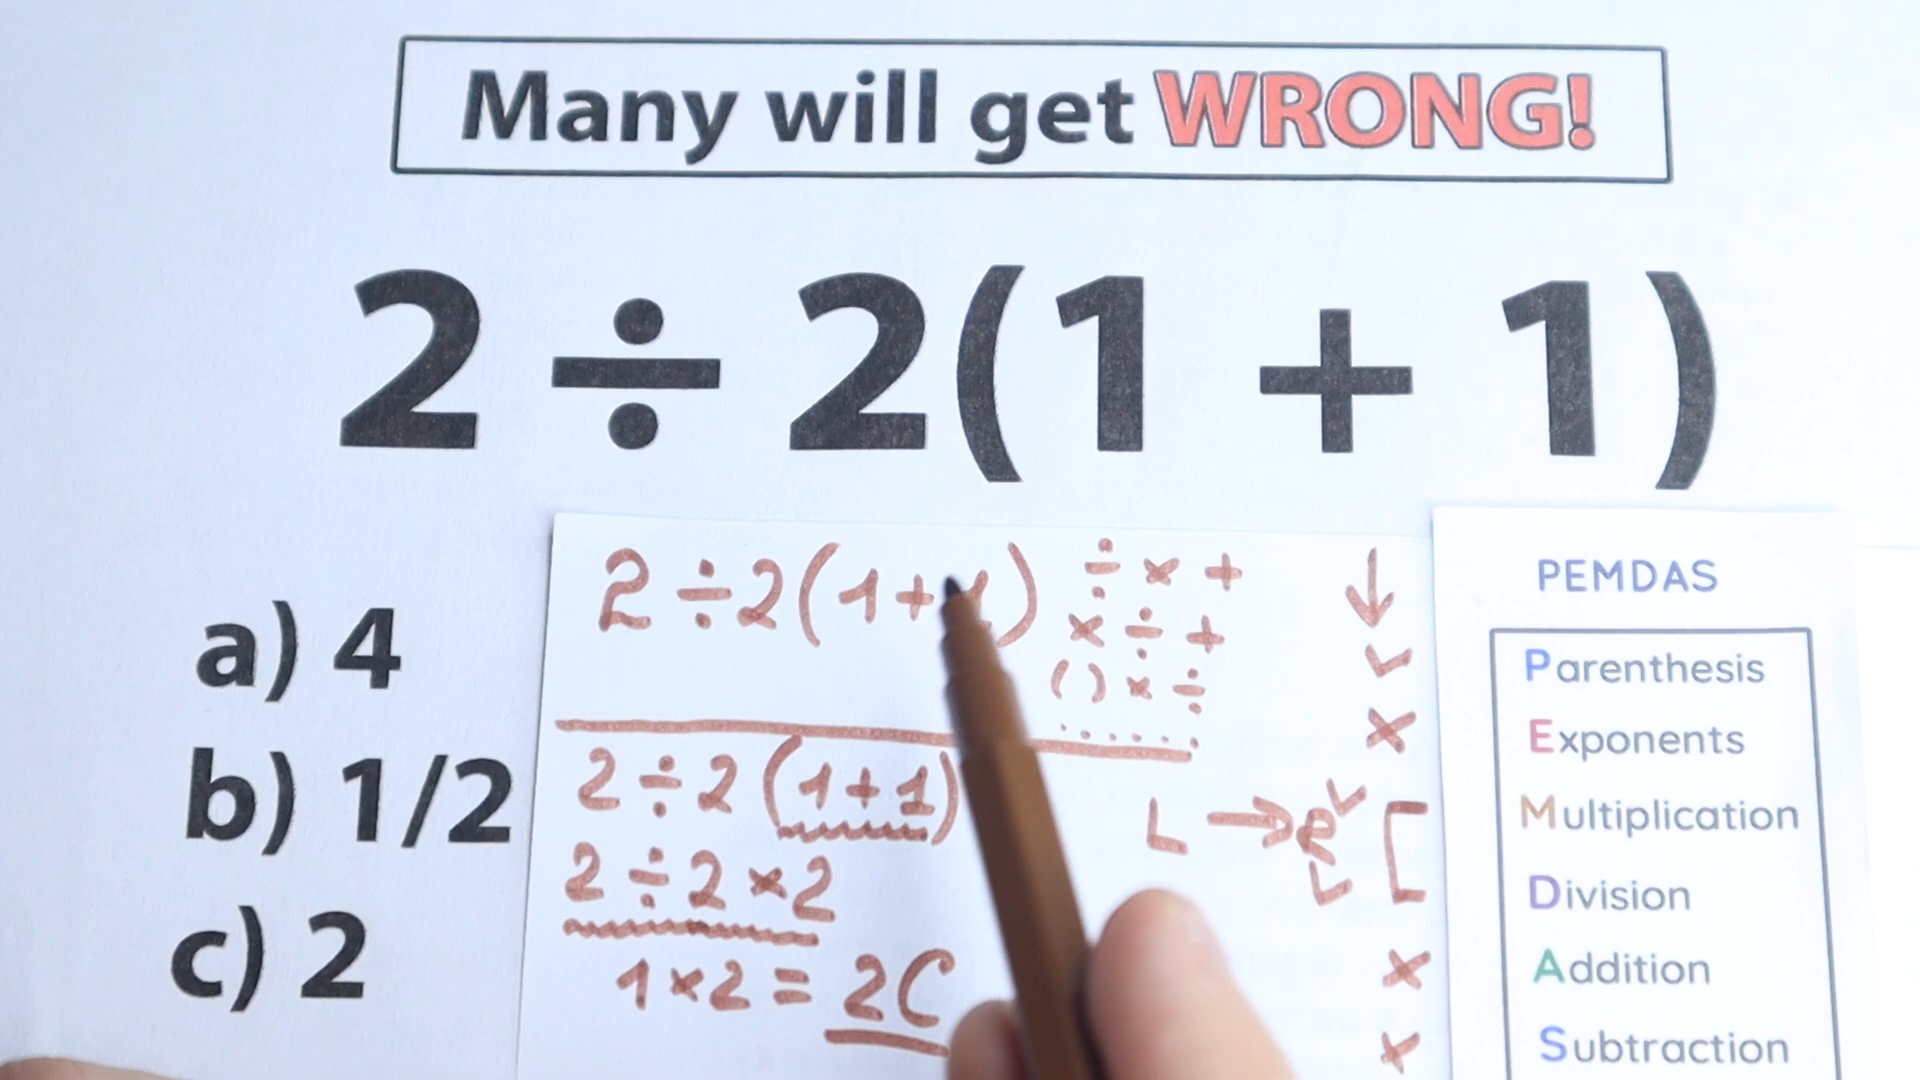 Many will get WRONG!
2 ÷ 2(1 + 1)
a) 4
b) 1/2
c) 2
2 ÷ 2(1+1)
÷ × +
× ÷ +
( ) × ÷
......
2 ÷ 2 (1+1)
2 ÷ 2 × 2
1 × 2 = 2C
L → R
PEMDAS
Parenthesis
Exponents
Multiplication
Division
Addition
Subtraction